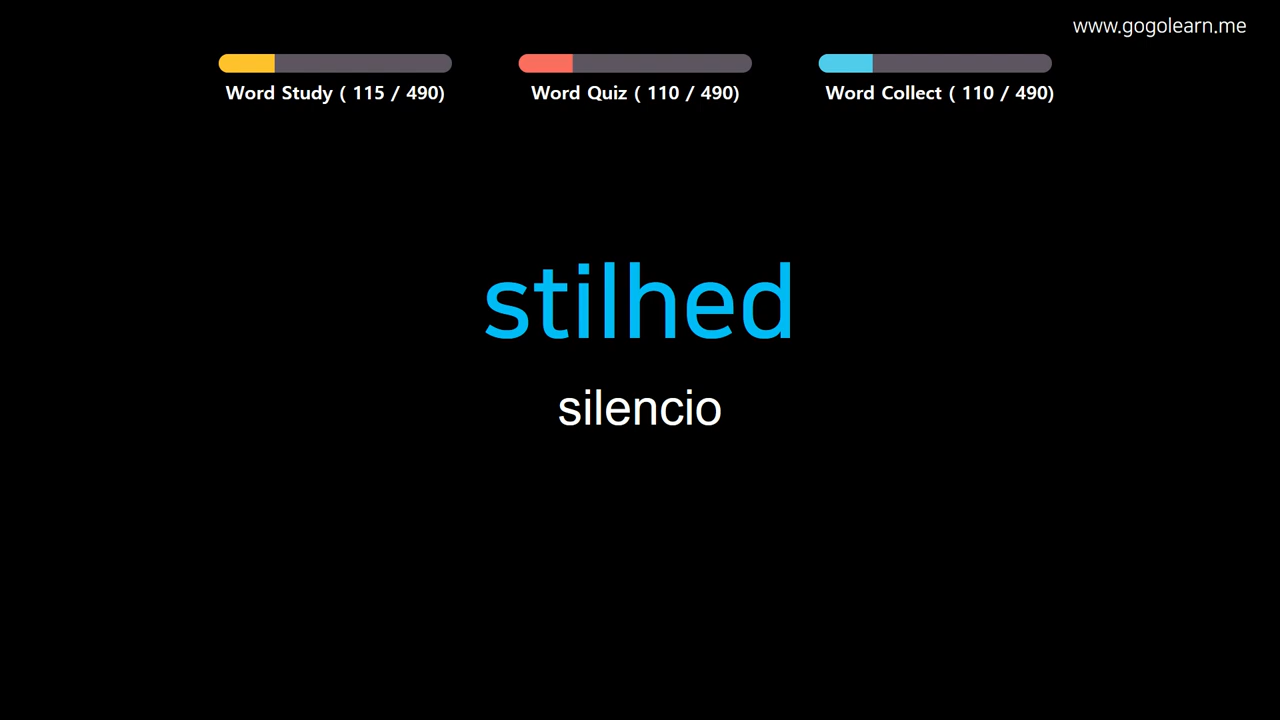 www.gogolearn.me
Word Study ( 115 / 490)
Word Quiz ( 110 / 490)
Word Collect ( 110 / 490)
stilhed
silencio